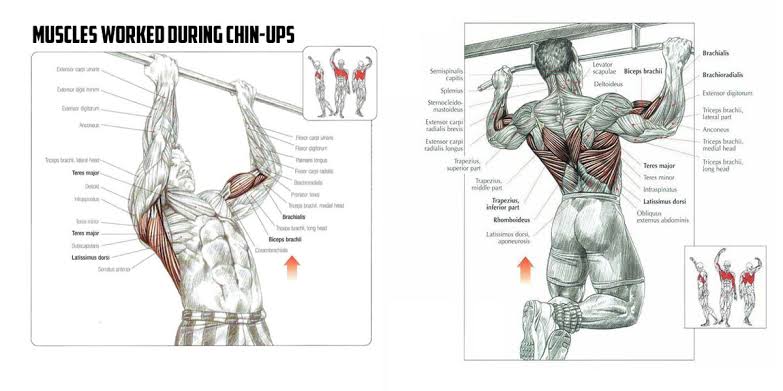 MUSCLES WORKED DURING CHIN-UPS
Extensor carpi ulnaris
Extensor digiti minimi
Extensor digitorum
Anconeus
Triceps brachii, lateral head
Teres major
Deltoid
Infraspinatus
Teres minor
Teres major
Subscapularis
Latissimus dorsi
Serratus anterior
Flexor carpi ulnaris
Flexor digitorum
Palmaris longus
Flexor carpi radialis
Brachioradialis
Pronator teres
Triceps brachii, medial head
Brachialis
Triceps brachii, long head
Biceps brachii
Coracobrachialis
Semispinalis
capitis
Splenius
Sternocleido-
mastoideus
Extensor carpi
radialis brevis
Extensor carpi
radialis longus
Trapezius,
superior part
Trapezius,
middle part
Trapezius,
inferior part
Rhomboideus
Latissimus dorsi,
aponeurosis
Levator
scapulae
Deltoideus
Biceps brachii
Brachialis
Brachioradialis
Extensor digitorum
Triceps brachii,
lateral part
Anconeus
Triceps brachii,
medial head
Triceps brachii,
long head
Teres major
Teres minor
Infraspinatus
Latissimus dorsi
Obliquus
externus abdominis